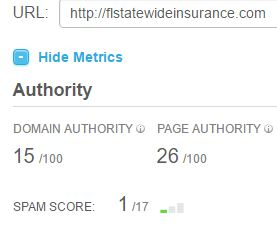 URL: http://flstatewideinsurance.com
Hide Metrics
Authority
DOMAIN AUTHORITY PAGE AUTHORITY
15 /100 26 /100
SPAM SCORE: 1 /17